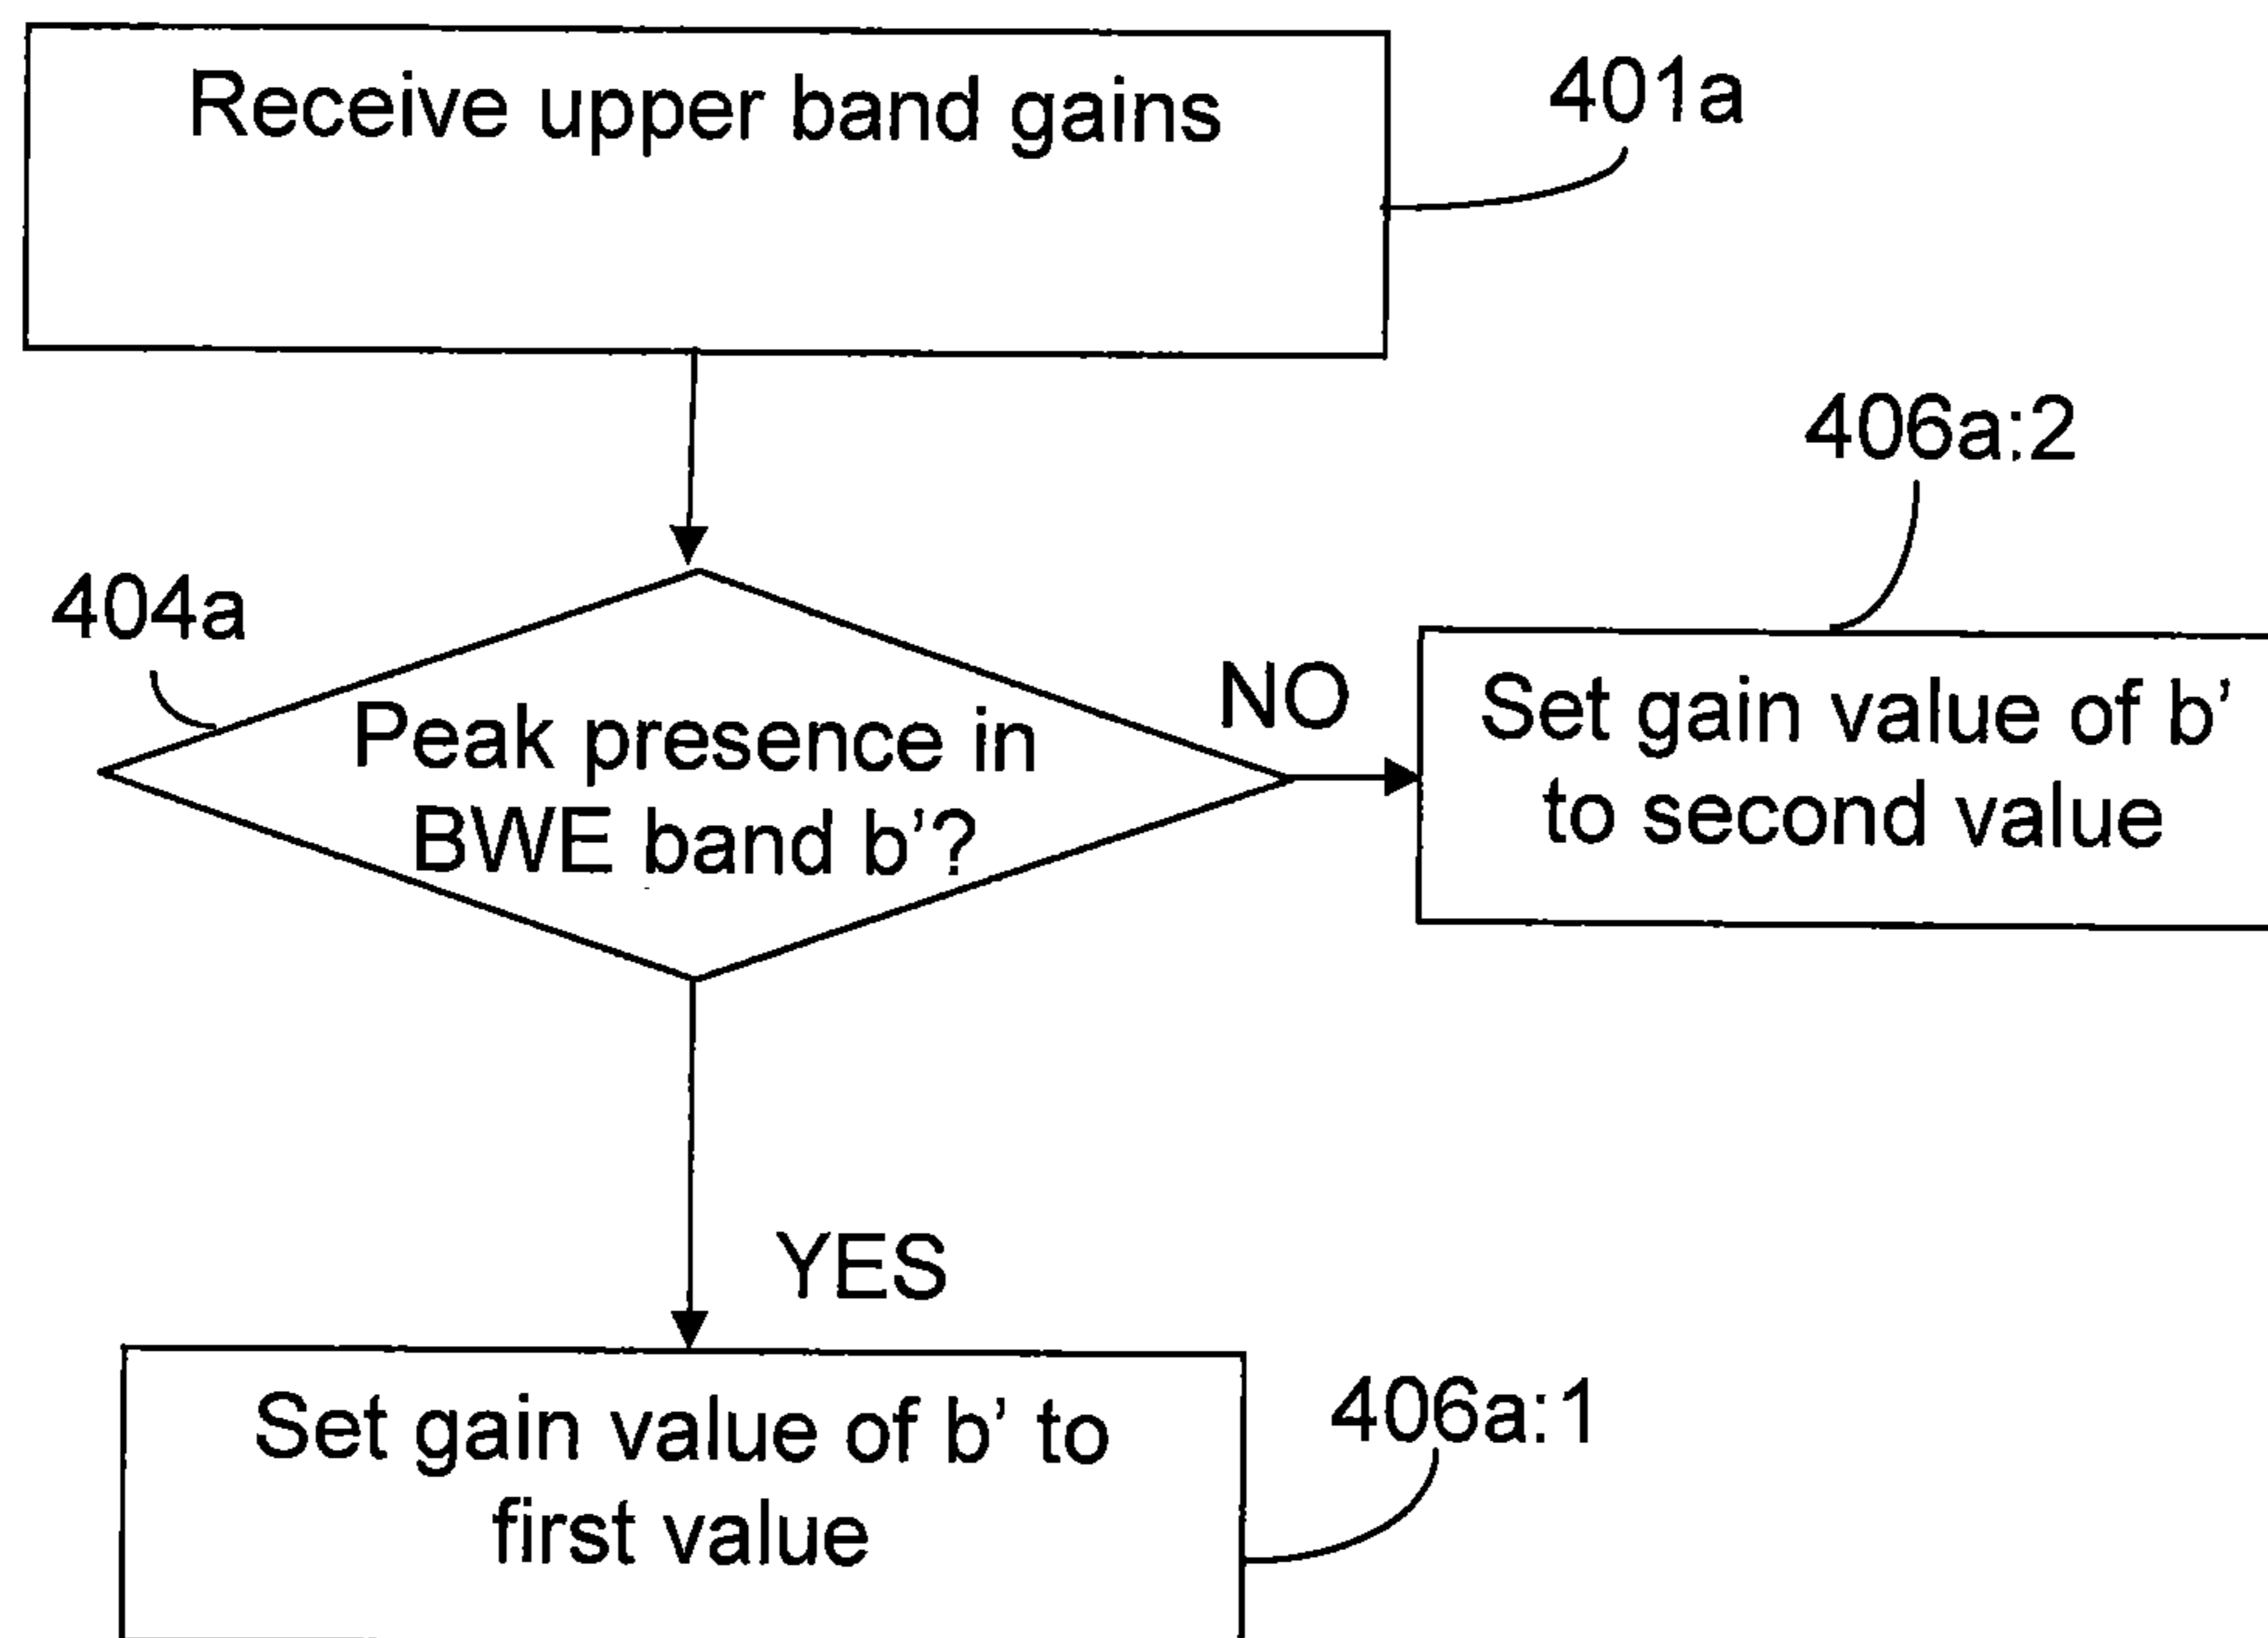 Receive upper band gains
401a
406a:2
404a
Peak presence in
BWE band b’?
NO
Set gain value of b’
to second value
YES
Set gain value of b’ to
first value
406a:1